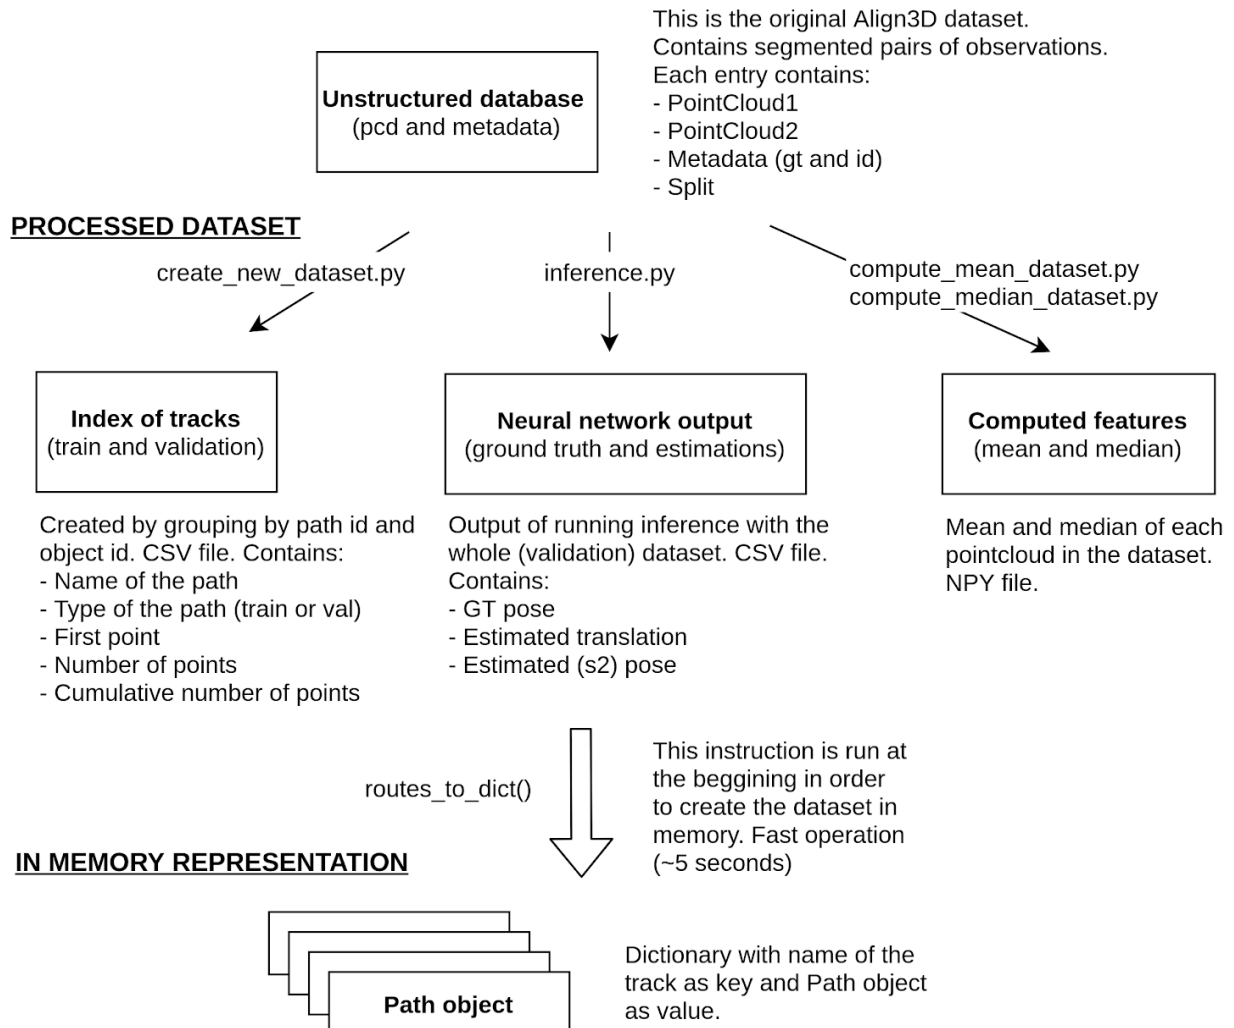 This is the original Align3D dataset.
Contains segmented pairs of observations.
Each entry contains:
- PointCloud1
- PointCloud2
- Metadata (gt and id)
- Split
Unstructured database
(pcd and metadata)
PROCESSED DATASET
create_new_dataset.py
inference.py
compute_mean_dataset.py
compute_median_dataset.py
Index of tracks
(train and validation)
Neural network output
(ground truth and estimations)
Computed features
(mean and median)
Created by grouping by path id and
object id. CSV file. Contains:
- Name of the path
- Type of the path (train or val)
- First point
- Number of points
- Cumulative number of points
Output of running inference with the
whole (validation) dataset. CSV file.
Contains:
- GT pose
- Estimated translation
- Estimated (s2) pose
Mean and median of each
pointcloud in the dataset.
NPY file.
routes_to_dict()
This instruction is run at
the beggining in order
to create the dataset in
memory. Fast operation
(~5 seconds)
IN MEMORY REPRESENTATION
Path object
Dictionary with name of the
track as key and Path object
as value.